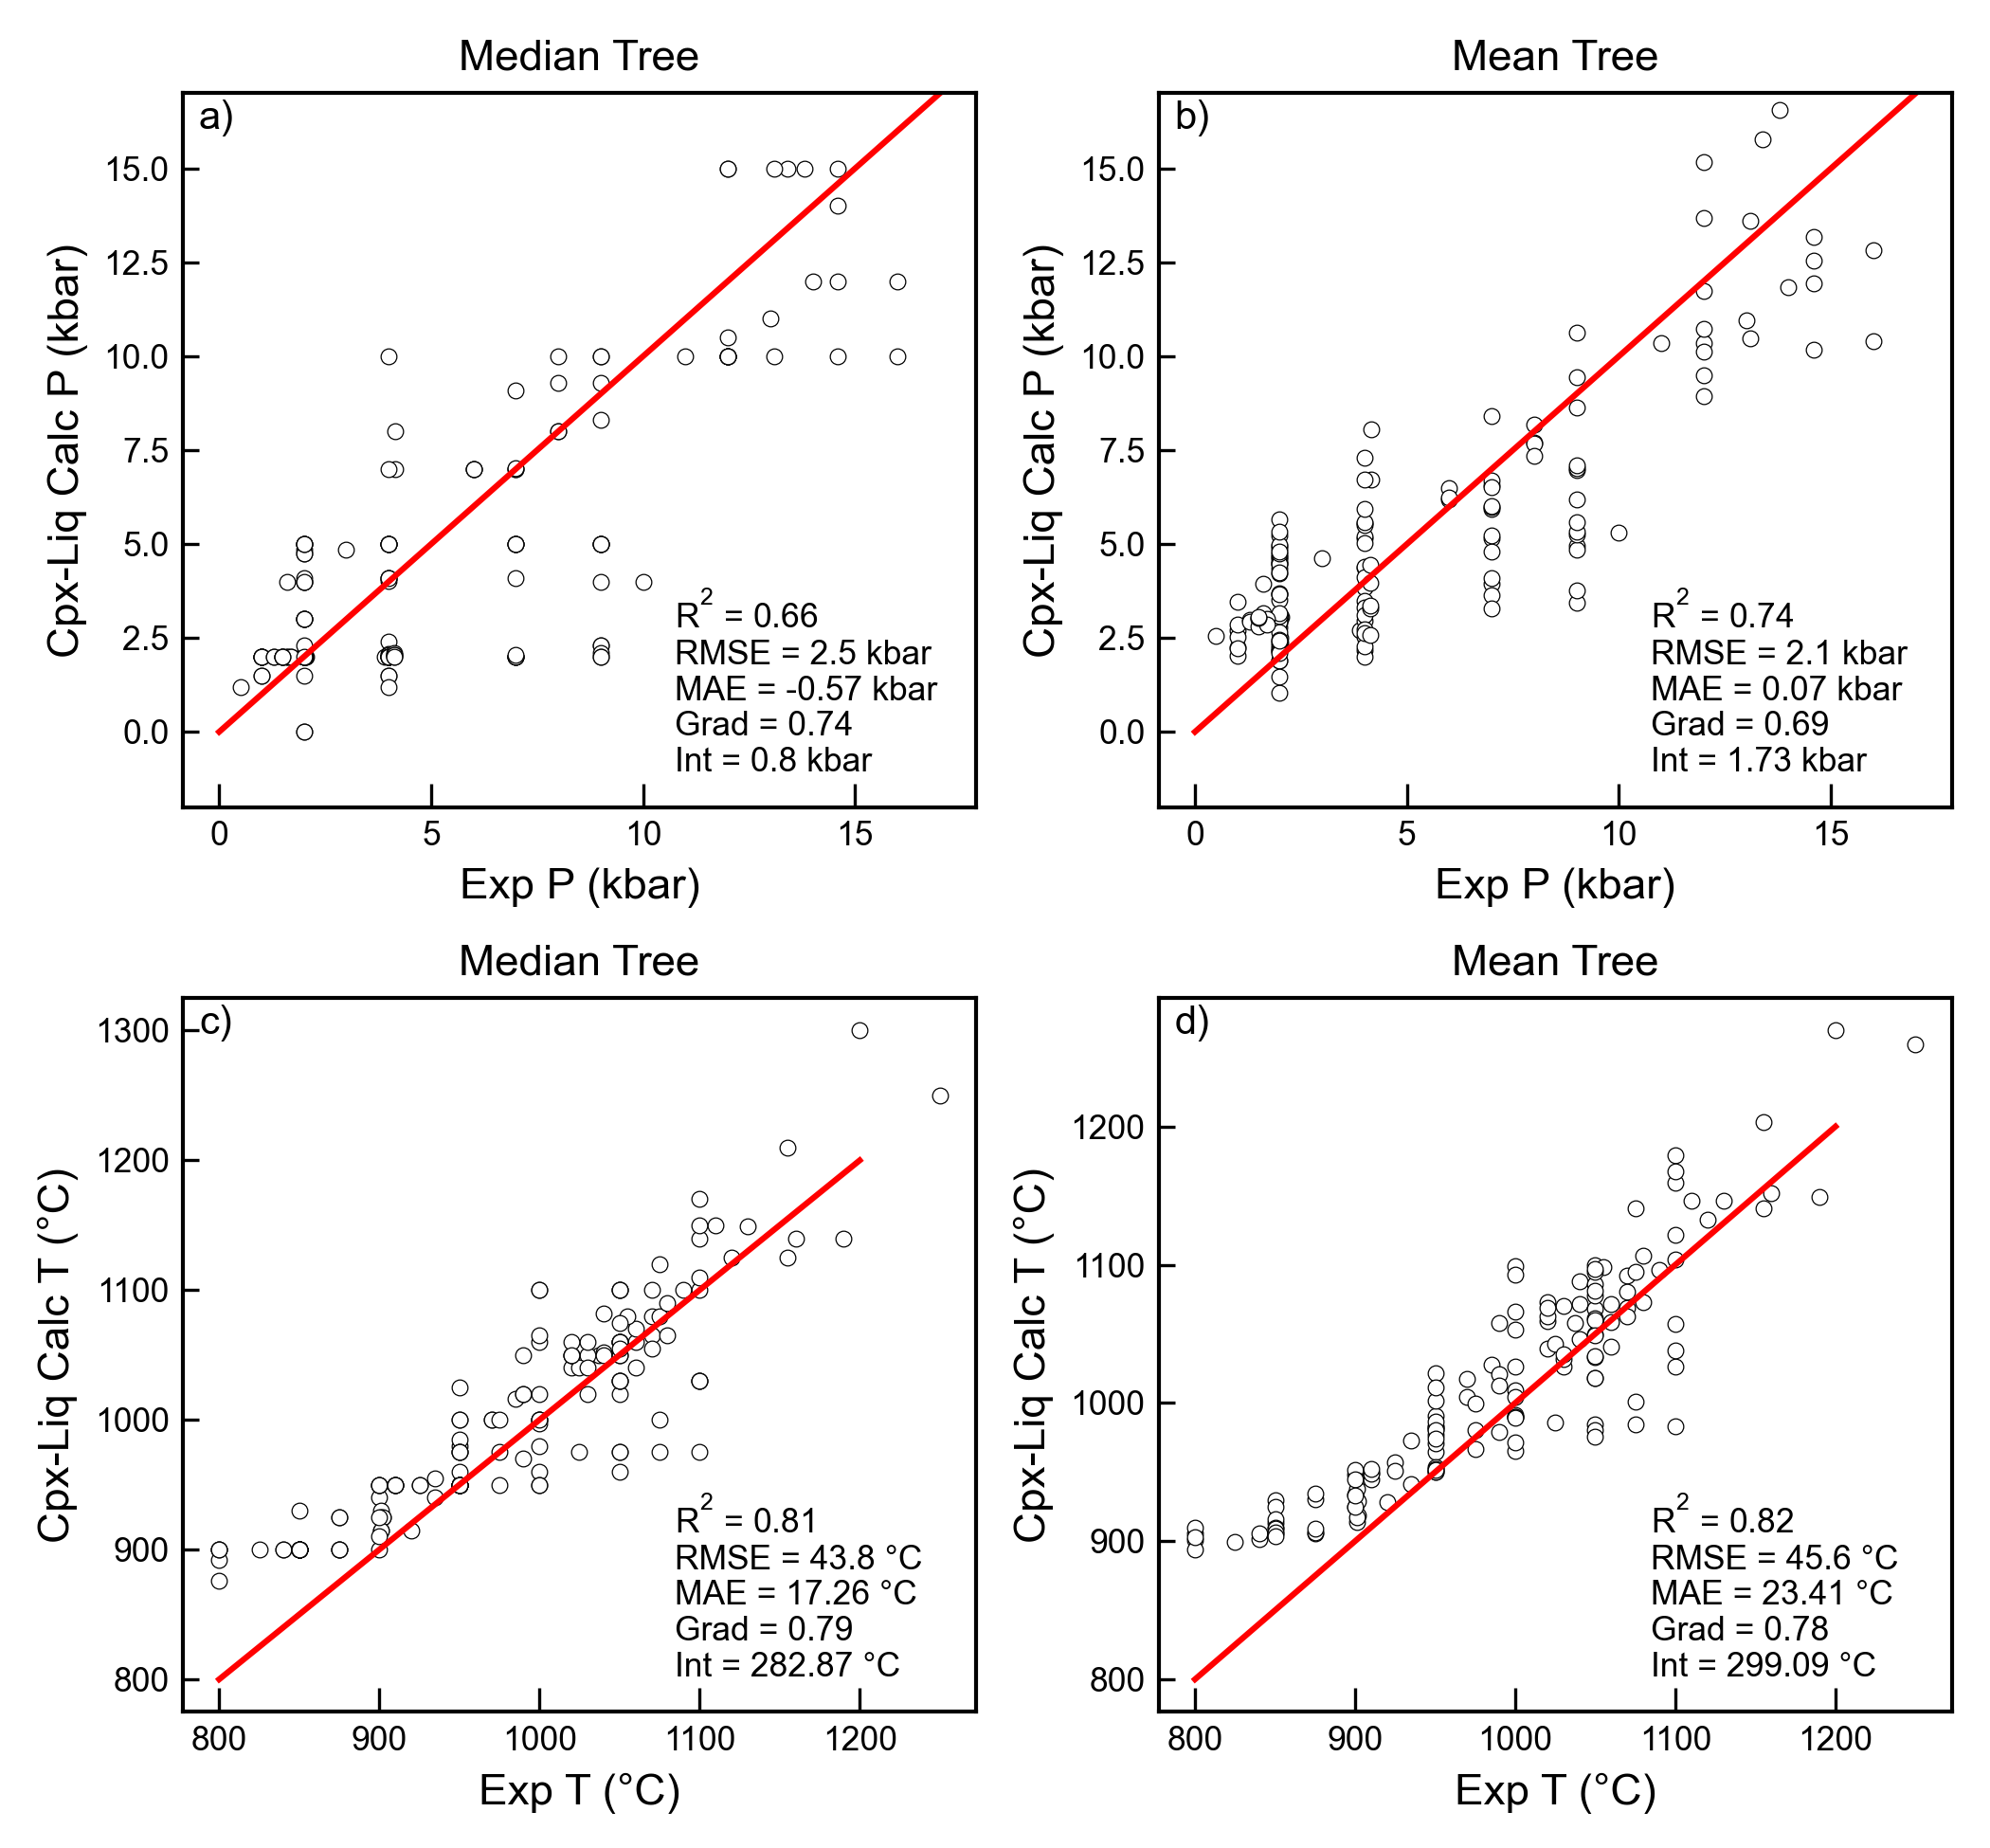 Median Tree
a)
15.0
12.5
10.0
7.5
5.0
2.5
0.0
Cpx-Liq Calc P (kbar)
R² = 0.66
RMSE = 2.5 kbar
MAE = -0.57 kbar
Grad = 0.74
Int = 0.8 kbar
0 5 10 15
Exp P (kbar)
Mean Tree
b)
15.0
12.5
10.0
7.5
5.0
2.5
0.0
Cpx-Liq Calc P (kbar)
R² = 0.74
RMSE = 2.1 kbar
MAE = 0.07 kbar
Grad = 0.69
Int = 1.73 kbar
0 5 10 15
Exp P (kbar)
Median Tree
c)
1300
1200
1100
1000
900
800
Cpx-Liq Calc T (°C)
R² = 0.81
RMSE = 43.8 °C
MAE = 17.26 °C
Grad = 0.79
Int = 282.87 °C
800 900 1000 1100 1200
Exp T (°C)
Mean Tree
d)
1200
1100
1000
900
800
Cpx-Liq Calc T (°C)
R² = 0.82
RMSE = 45.6 °C
MAE = 23.41 °C
Grad = 0.78
Int = 299.09 °C
800 900 1000 1100 1200
Exp T (°C)